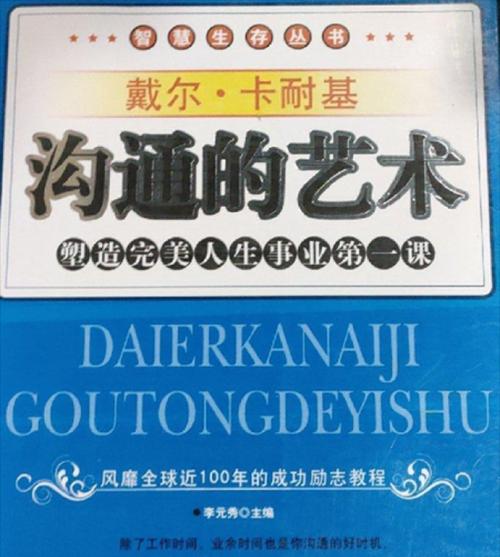 智慧生存丛书
戴尔·卡耐基
沟通的艺术
塑造完美人生事业第一课
DAIERKANAIJI
GOUTONGDEYISHU
风靡全球近100年的成功励志教程
●李元秀◎主编
除了工作时间，业余时间也是你沟通的好时机